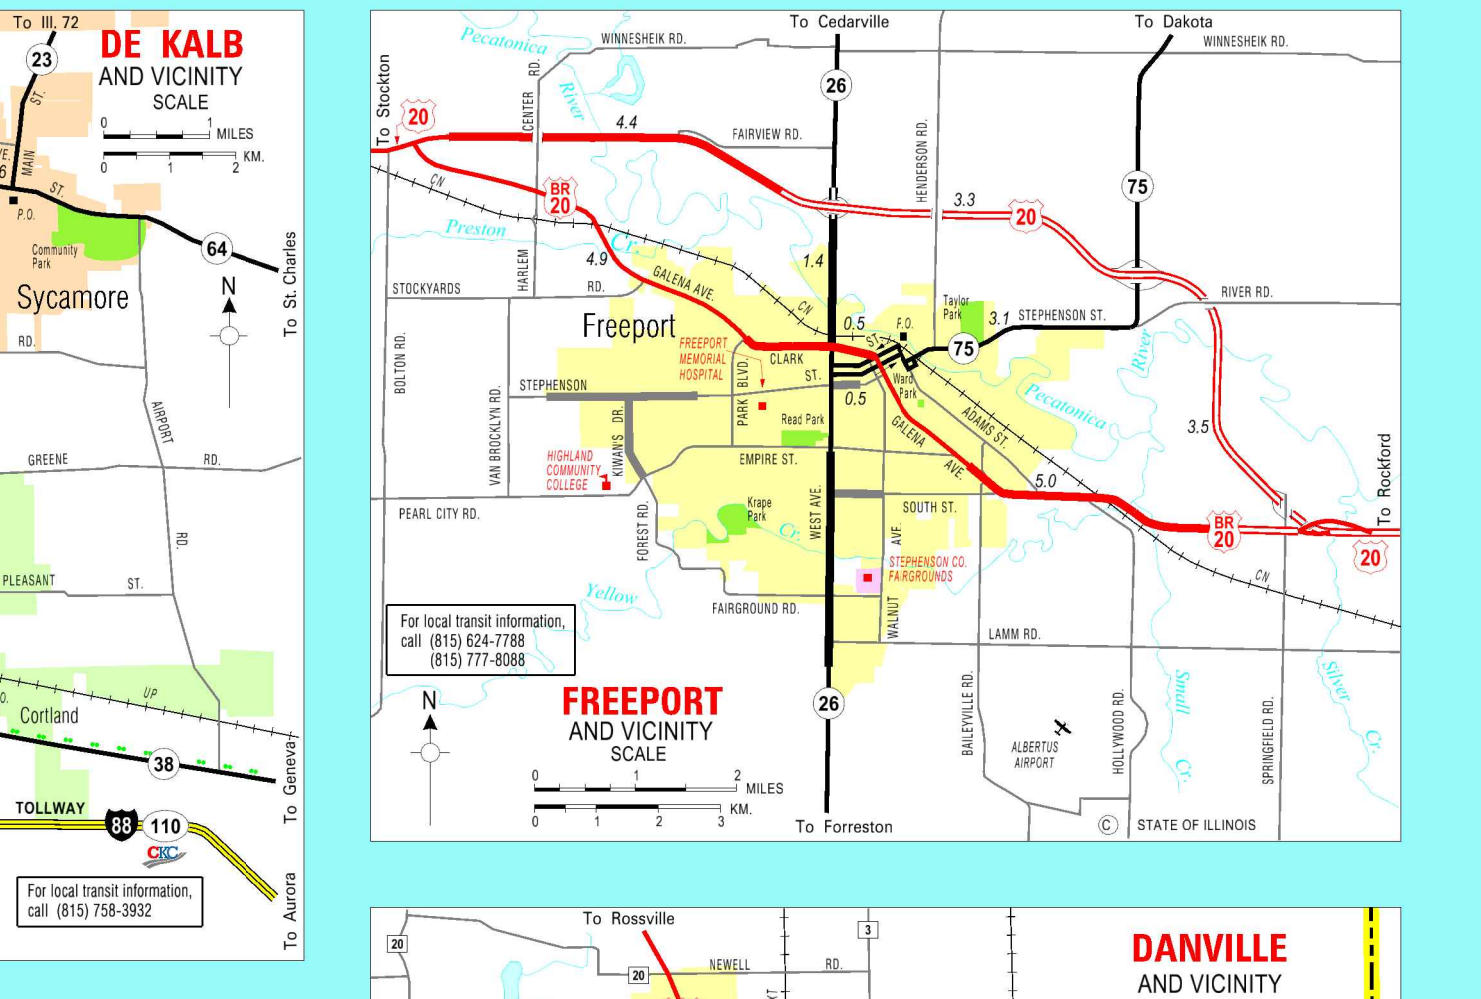 To Ill. 72
23
DE KALB
AND VICINITY
SCALE
0 1
MILES
KM.
0 1 2
ST.
MAIN
VE.
6
ST.
P.O.
Community
Park
64
Sycamore
N
To St. Charles
RD.
AIRPORT
RD.
GREENE RD.
PLEASANT ST.
UP
O.
Cortland
38
To Geneva
TOLLWAY
88
110
CKC
For local transit information,
call (815) 758-3932
To Aurora
To Cedarville
To Dakota
Pecatonica
River
WINNESHEIK RD.
WINNESHEIK RD.
To Stockton
20
CENTER RD.
26
4.4
FAIRVIEW RD.
HENDERSON RD.
75
CN
BR
20
3.3
20
Preston
Cr.
4.9
1.4
HARLEM
GALENA AVE.
STOCKYARDS RD.
RIVER RD.
Freeport
CN
0.5
P.O.
Taylor
Park
3.1
STEPHENSON ST.
75
FREEPORT
MEMORIAL
HOSPITAL
CLARK
ST.
ST.
BOLTON RD.
PARK BLVD.
0.5
Ward
Park
River
Pecatonica
STEPHENSON
VAN BROCKLYN RD.
KIWAN'S DR.
Read Park
GALENA
AVE.
ADAMS ST.
3.5
HIGHLAND
COMMUNITY
COLLEGE
EMPIRE ST.
5.0
To Rockford
PEARL CITY RD.
FOREST RD.
Krape
Park
Cr.
WEST AVE.
SOUTH ST.
BR
20
20
AVE.
WALNUT
STEPHENSON CO.
FAIRGROUNDS
CN
Yellow
FAIRGROUND RD.
LAMM RD.
For local transit information,
call (815) 624-7788
(815) 777-8088
N
FREEPORT
AND VICINITY
SCALE
0 1 2
MILES
KM.
0 1 2 3
26
To Forreston
BAILEYVILLE RD.
ALBERTUS
AIRPORT
HOLLYWOOD RD.
Small
Cr.
SPRINGFIELD RD.
Silver
Cr.
C STATE OF ILLINOIS
To Rossville
20
3
20
NEWELL RD.
DANVILLE
AND VICINITY